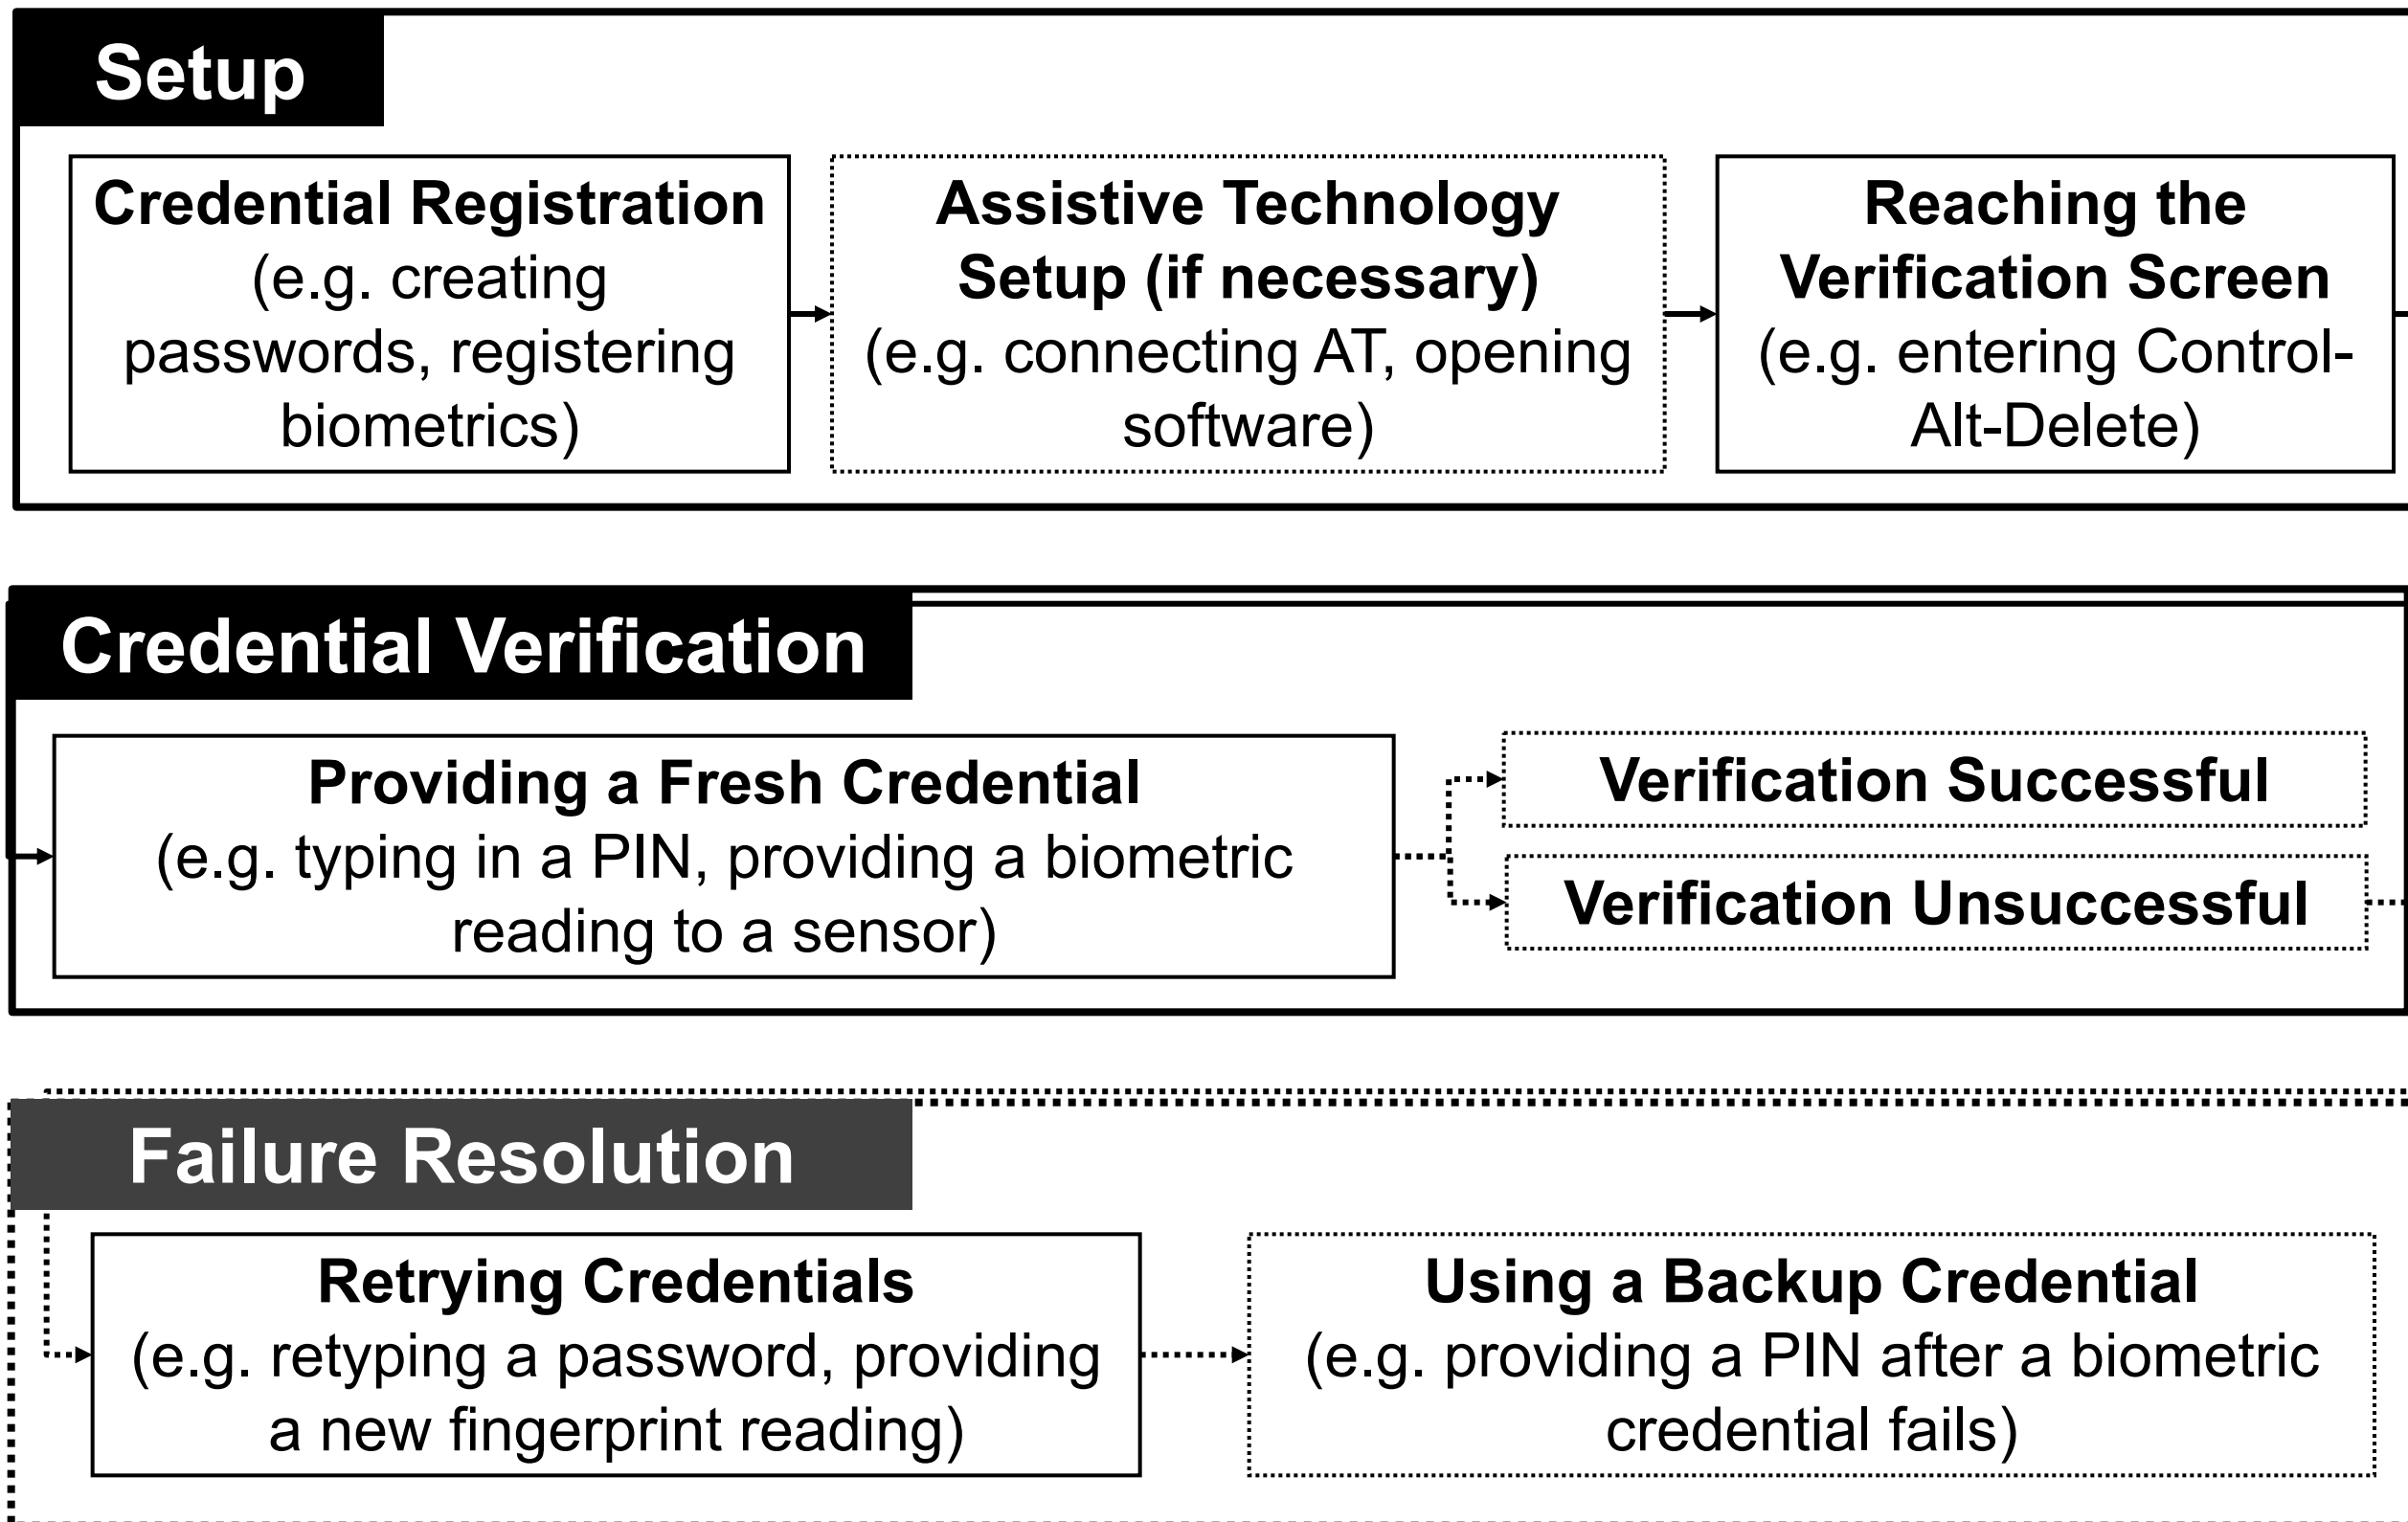 Setup
Credential Registration
(e.g. creating
passwords, registering
biometrics)
Assistive Technology
Setup (if necessary)
(e.g. connecting AT, opening
software)
Reaching the
Verification Screen
(e.g. entering Control-
Alt-Delete)
Credential Verification
Providing a Fresh Credential
(e.g. typing in a PIN, providing a biometric
reading to a sensor)
Verification Successful
Verification Unsuccessful
Failure Resolution
Retrying Credentials
(e.g. retyping a password, providing
a new fingerprint reading)
Using a Backup Credential
(e.g. providing a PIN after a biometric
credential fails)